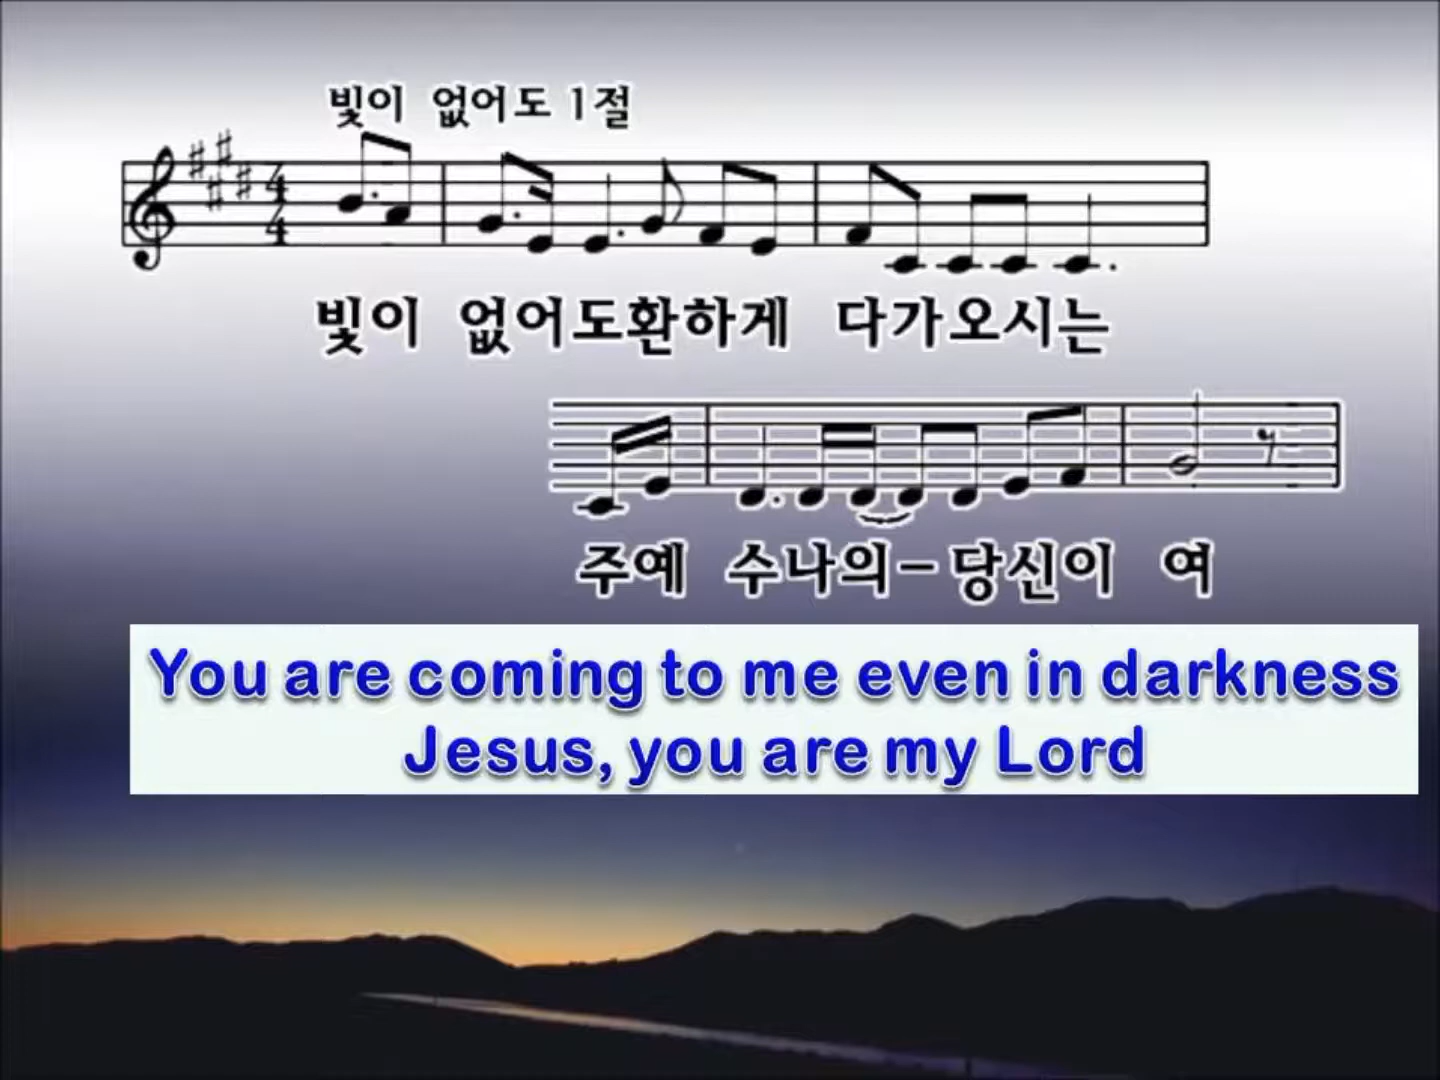 빛이 없어도 1절
4
4
빛이 없어도환하게 다가오시는
주예 수나의-당신이 여
You are coming to me even in darkness
Jesus, you are my Lord